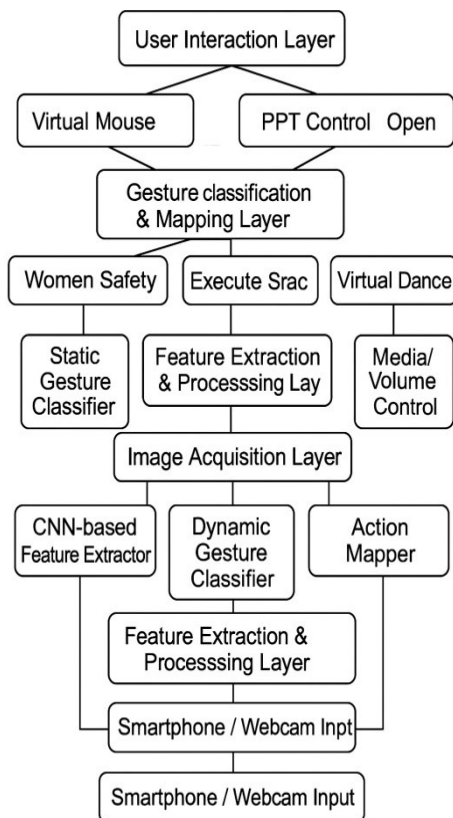 User Interaction Layer
Virtual Mouse
PPT Control Open
Gesture classification
& Mapping Layer
Women Safety
Execute Srac
Virtual Dance
Static
Gesture
Classifier
Feature Extraction
& Processsing Lay
Media/
Volume
Control
Image Acquisition Layer
CNN-based
Feature Extractor
Dynamic
Gesture
Classifier
Action
Mapper
Feature Extraction &
Processsing Layer
Smartphone / Webcam Inpt
Smartphone / Webcam Input